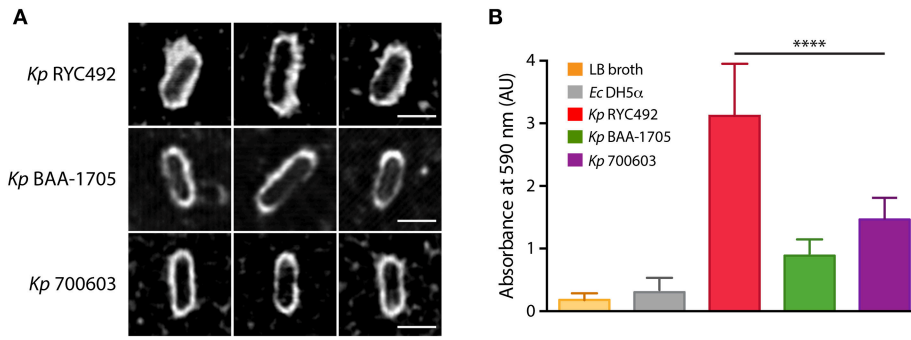 A
Kp RYC492
Kp BAA-1705
Kp 700603
B
Absorbance at 590 nm (AU)
4
3
2
1
0
LB broth
Ec DH5α
Kp RYC492
Kp BAA-1705
Kp 700603
****